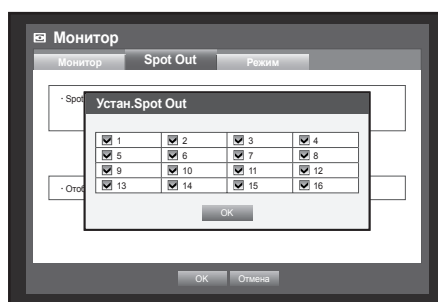 Монитор
Монитор Spot Out Режим
· Spot
Устан.Spot Out
1 2 3 4
5 6 7 8
9 10 11 12
13 14 15 16
OK
OK Отмена